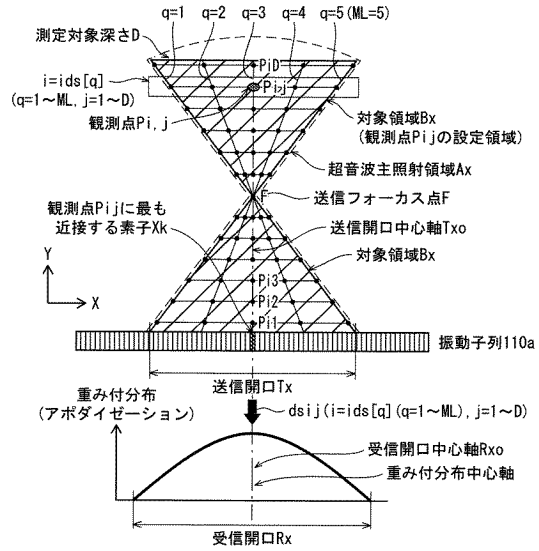 q=1 q=2 q=3 q=4 q=5(ML=5)
測定対象深さD
PiD
i=ids[q]
(q=1～ML,j=1～D)
Pi,j
観測点Pi,j
対象領域Bx
(観測点Pijの設定領域)
超音波主照射領域Ax
F
送信フォーカス点F
観測点Pijに最も
近接する素子Xk
送信開口中心軸Txo
対象領域Bx
Y
X
Pi3
Pi2
Pi1
振動子列110a
送信開口Tx
重み付分布
(アポダイゼーション)
dsij(i=ids[q](q=1～ML),j=1～D)
受信開口中心軸Rxo
重み付分布中心軸
受信開口Rx